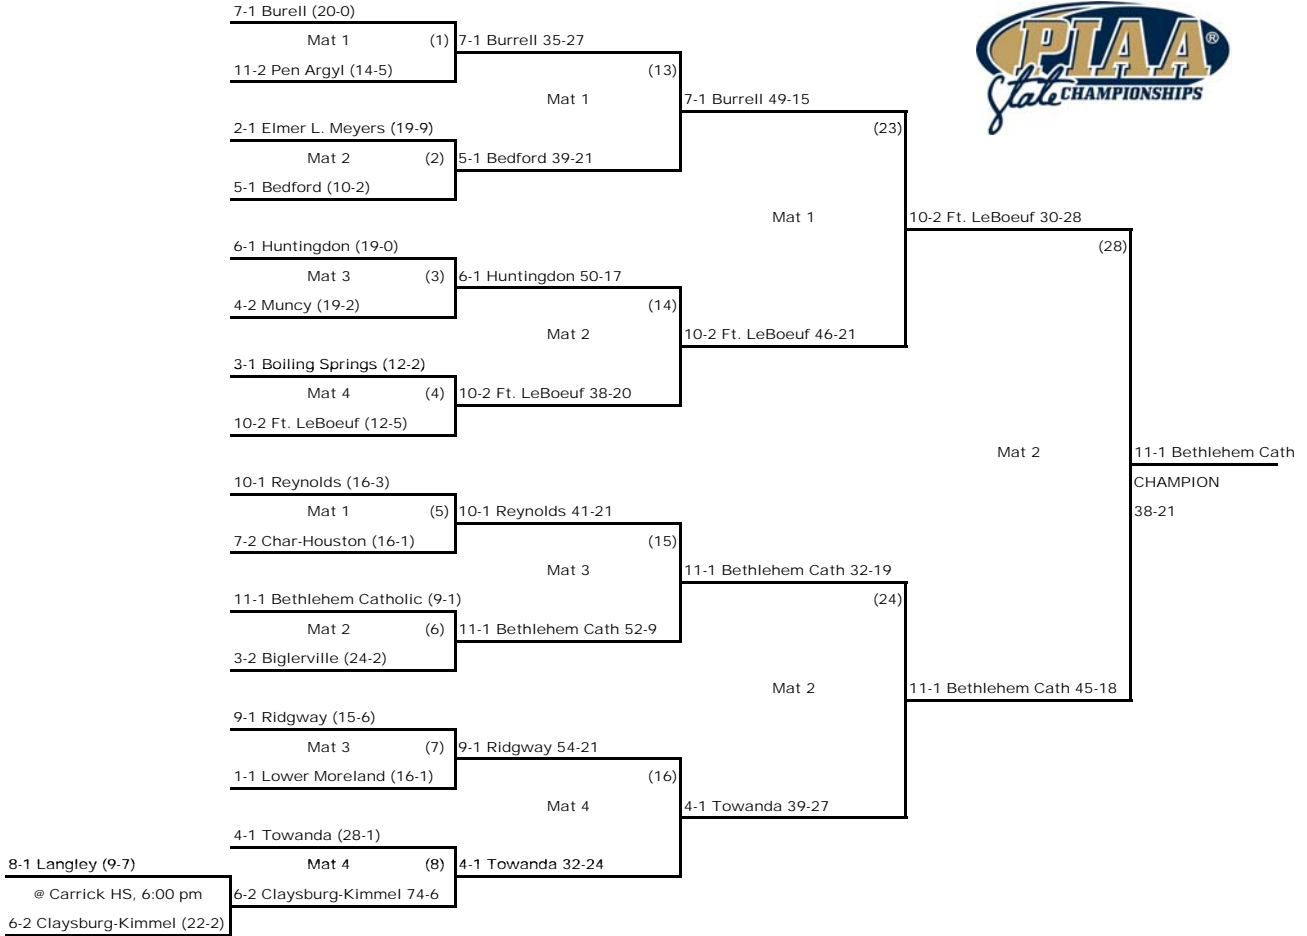 7-1 Burell (20-0)
Mat 1 (1) 7-1 Burrell 35-27
11-2 Pen Argyl (14-5) (13)
Mat 1 7-1 Burrell 49-15
2-1 Elmer L. Meyers (19-9) (23)
Mat 2 (2) 5-1 Bedford 39-21
5-1 Bedford (10-2)
Mat 1 10-2 Ft. LeBoeuf 30-28
6-1 Huntingdon (19-0) (28)
Mat 3 (3) 6-1 Huntingdon 50-17
4-2 Muncy (19-2) (14)
Mat 2 10-2 Ft. LeBoeuf 46-21
3-1 Boiling Springs (12-2)
Mat 4 (4) 10-2 Ft. LeBoeuf 38-20
10-2 Ft. LeBoeuf (12-5)
Mat 2 11-1 Bethlehem Cath
10-1 Reynolds (16-3) CHAMPION
Mat 1 (5) 10-1 Reynolds 41-21 38-21
7-2 Char-Houston (16-1) (15)
Mat 3 11-1 Bethlehem Cath 32-19
11-1 Bethlehem Catholic (9-1) (24)
Mat 2 (6) 11-1 Bethlehem Cath 52-9
3-2 Biglerville (24-2)
Mat 2 11-1 Bethlehem Cath 45-18
9-1 Ridgway (15-6)
Mat 3 (7) 9-1 Ridgway 54-21
1-1 Lower Moreland (16-1) (16)
Mat 4 4-1 Towanda 39-27
4-1 Towanda (28-1)
8-1 Langley (9-7) Mat 4 (8) 4-1 Towanda 32-24
@ Carrick HS, 6:00 pm 6-2 Claysburg-Kimmel 74-6
6-2 Claysburg-Kimmel (22-2)
PIAA®
State CHAMPIONSHIPS